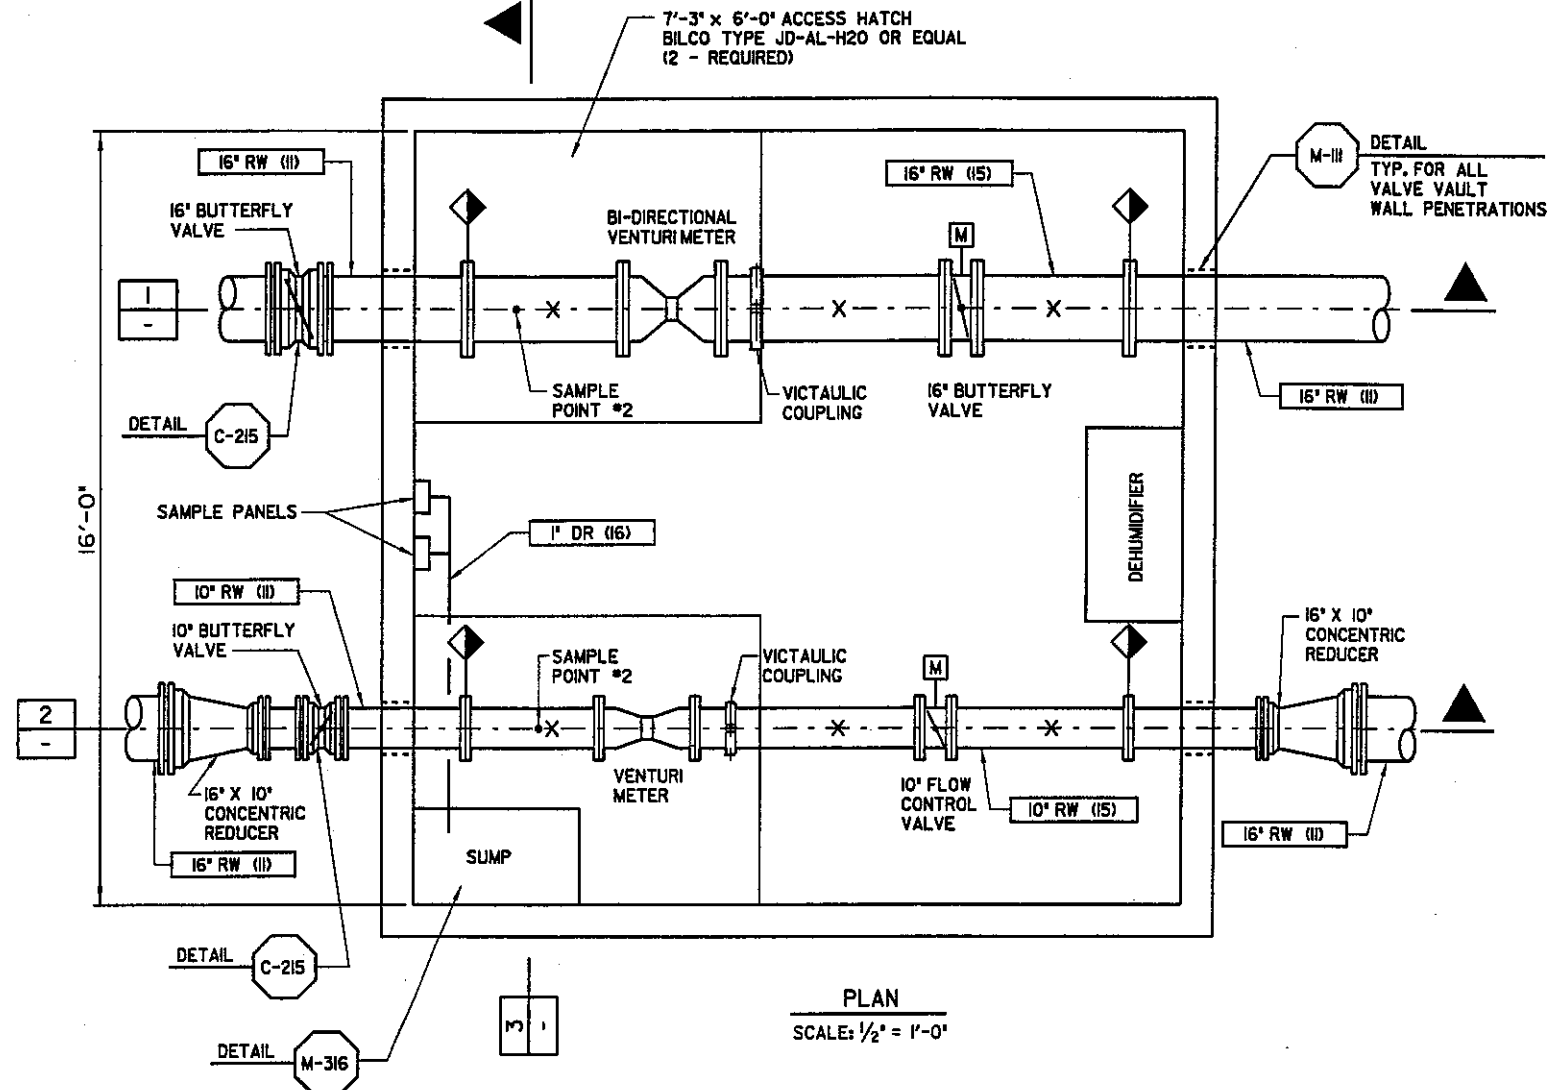 7'-3" x 6'-0" ACCESS HATCH
BILCO TYPE JD-AL-H20 OR EQUAL
(2 - REQUIRED)
16" RW (11)
16" BUTTERFLY
VALVE
BI-DIRECTIONAL
VENTURI METER
16" RW (15)
M
M-111
DETAIL
TYP. FOR ALL
VALVE VAULT
WALL PENETRATIONS
1
-
SAMPLE
POINT #2
VICTAULIC
COUPLING
16" BUTTERFLY
VALVE
16" RW (11)
DETAIL
C-215
16'-0"
SAMPLE PANELS
1" DR (16)
DEHUMIDIFIER
10" RW (11)
10" BUTTERFLY
VALVE
SAMPLE
POINT #2
VICTAULIC
COUPLING
M
16" X 10"
CONCENTRIC
REDUCER
2
-
16" X 10"
CONCENTRIC
REDUCER
16" RW (11)
VENTURI
METER
10" FLOW
CONTROL
VALVE
10" RW (15)
16" RW (11)
SUMP
DETAIL
C-215
3
-
DETAIL
M-316
PLAN
SCALE: 1/2" = 1'-0"